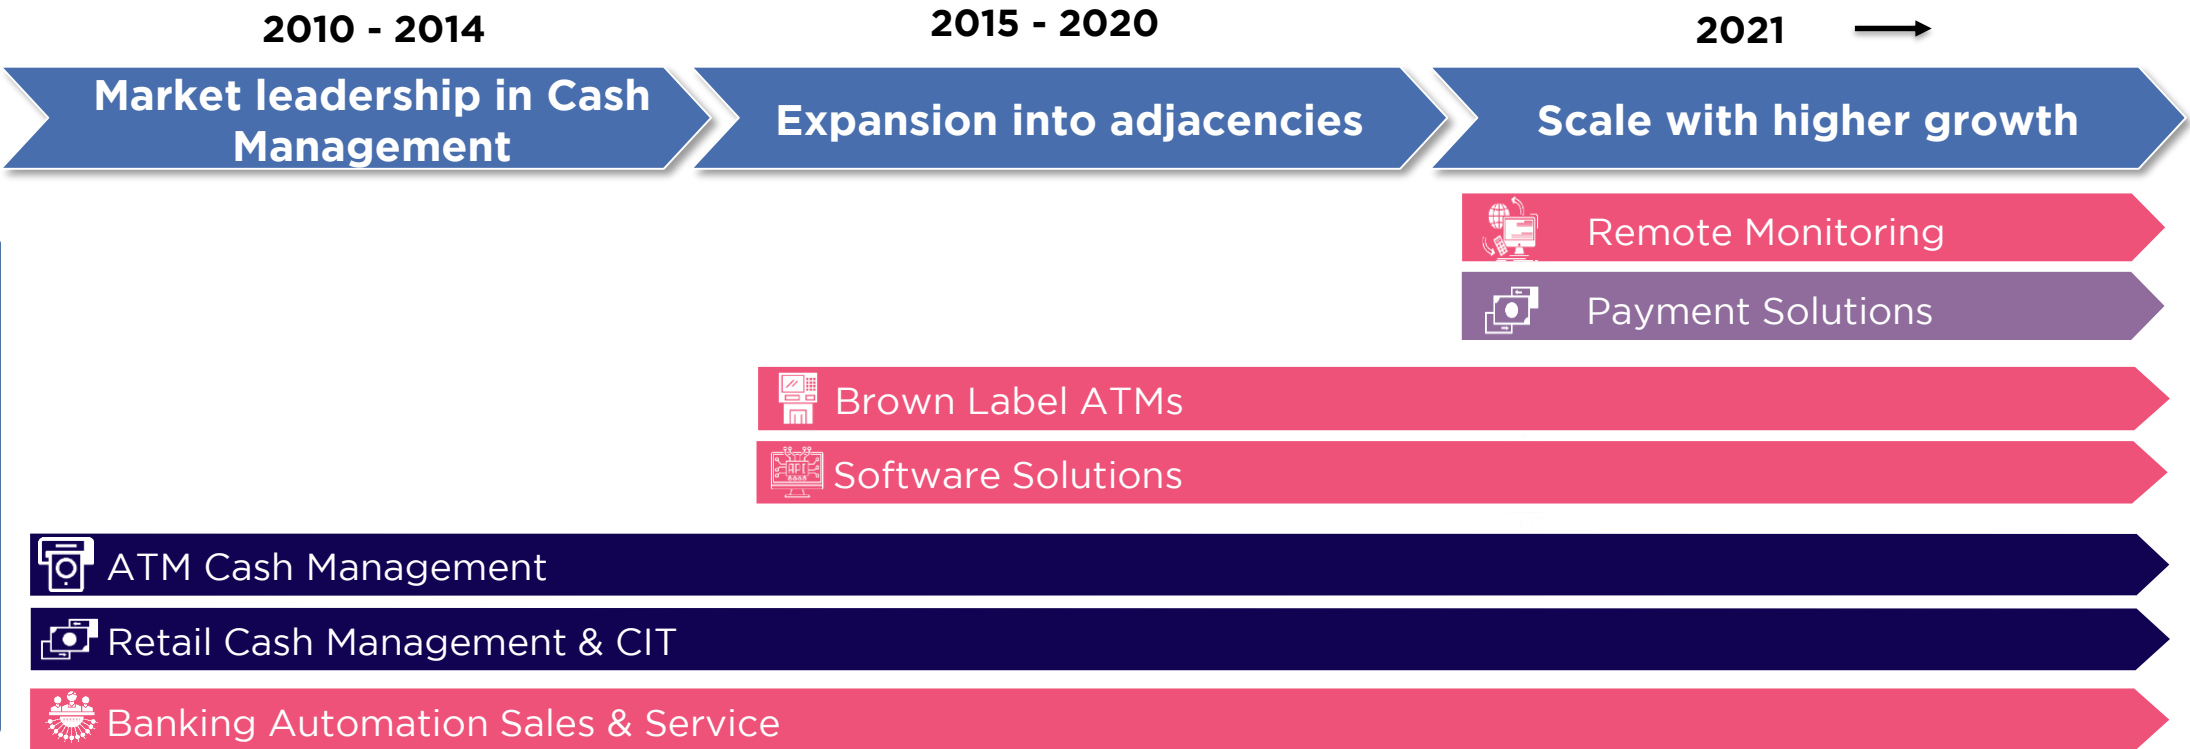 2010 - 2014
2015 - 2020
2021
Market leadership in Cash
Management
Expansion into adjacencies
Scale with higher growth
Remote Monitoring
Payment Solutions
Brown Label ATMs
API
Software Solutions
ATM Cash Management
Retail Cash Management & CIT
Banking Automation Sales & Service